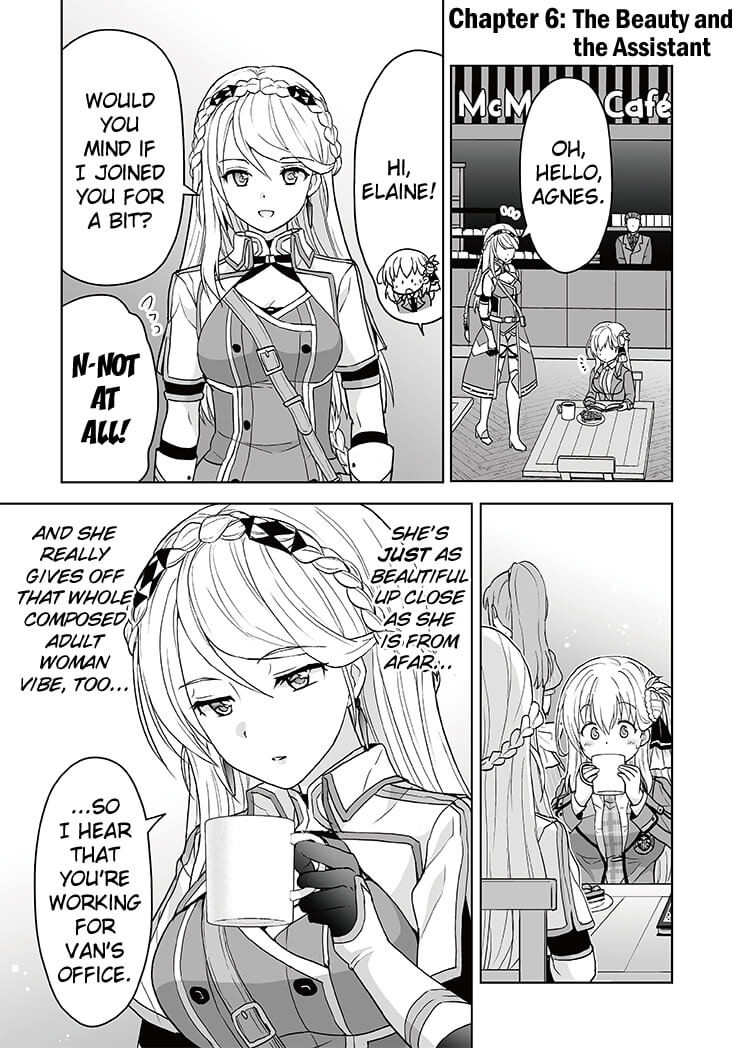 Chapter 6: The Beauty and
the Assistant
McM
Café
OH,
HELLO,
AGNES.
HI,
ELAINE!
WOULD
YOU
MIND IF
I JOINED
YOU FOR
A BIT?
N-NOT
AT
ALL!
SHE'S
JUST AS
BEAUTIFUL
UP CLOSE
AS SHE
IS FROM
AFAR...
AND SHE
REALLY
GIVES OFF
THAT WHOLE
COMPOSED
ADULT
WOMAN
VIBE, TOO...
...SO
I HEAR
THAT
YOU'RE
WORKING
FOR
VAN'S
OFFICE.